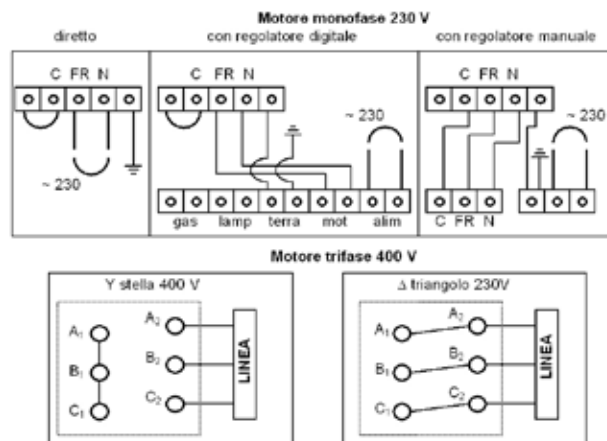 Motore monofase 230 V
diretto
con regolatore digitale
con regolatore manuale
C FR N
C FR N
C FR N
~ 230
~ 230
~ 230
gas lamp terra mot alim
C FR N
Motore trifase 400 V
Y stella 400 V
Δ triangolo 230V
A₁
A₂
B₁
B₂
C₁
C₂
LINEA
A₁
A₂
B₁
B₂
C₁
C₂
LINEA